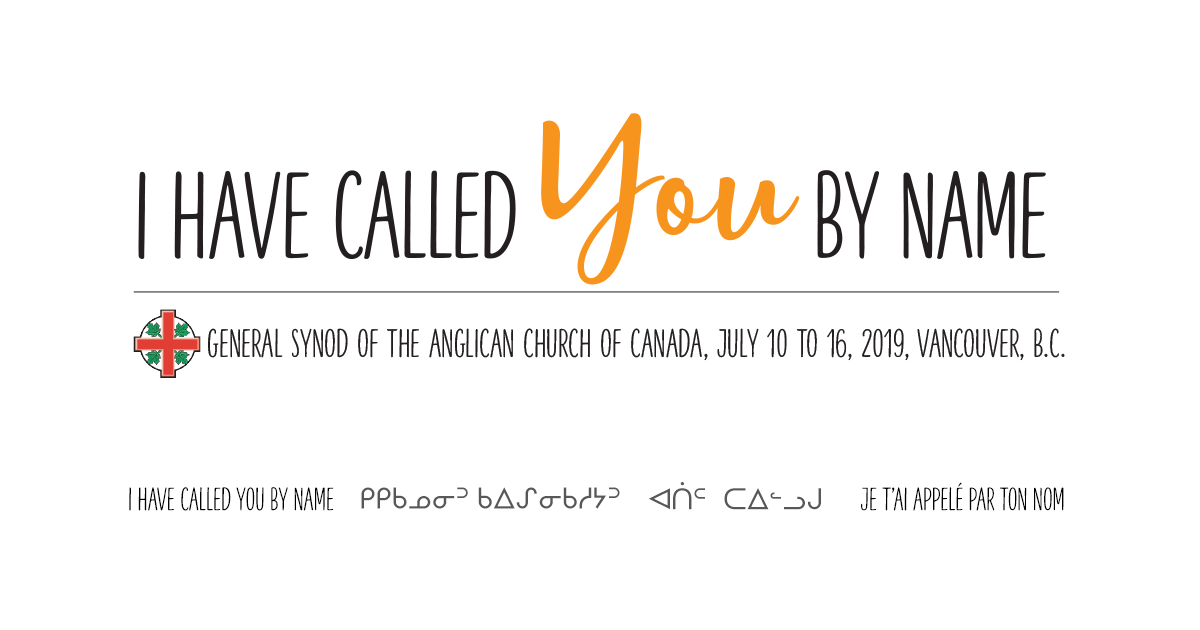 I HAVE CALLED You BY NAME
GENERAL SYNOD OF THE ANGLICAN CHURCH OF CANADA, JULY 10 TO 16, 2019, VANCOUVER, B.C.
I HAVE CALLED YOU BY NAME ᑭᑭᑲᓄᓂᐣ ᑲᐃᔑᓂᑲᓱᔭᐣ ᐊᑏᑦ ᑕᐃᓪᓗᒍ JE T'AI APPELÉ PAR TON NOM